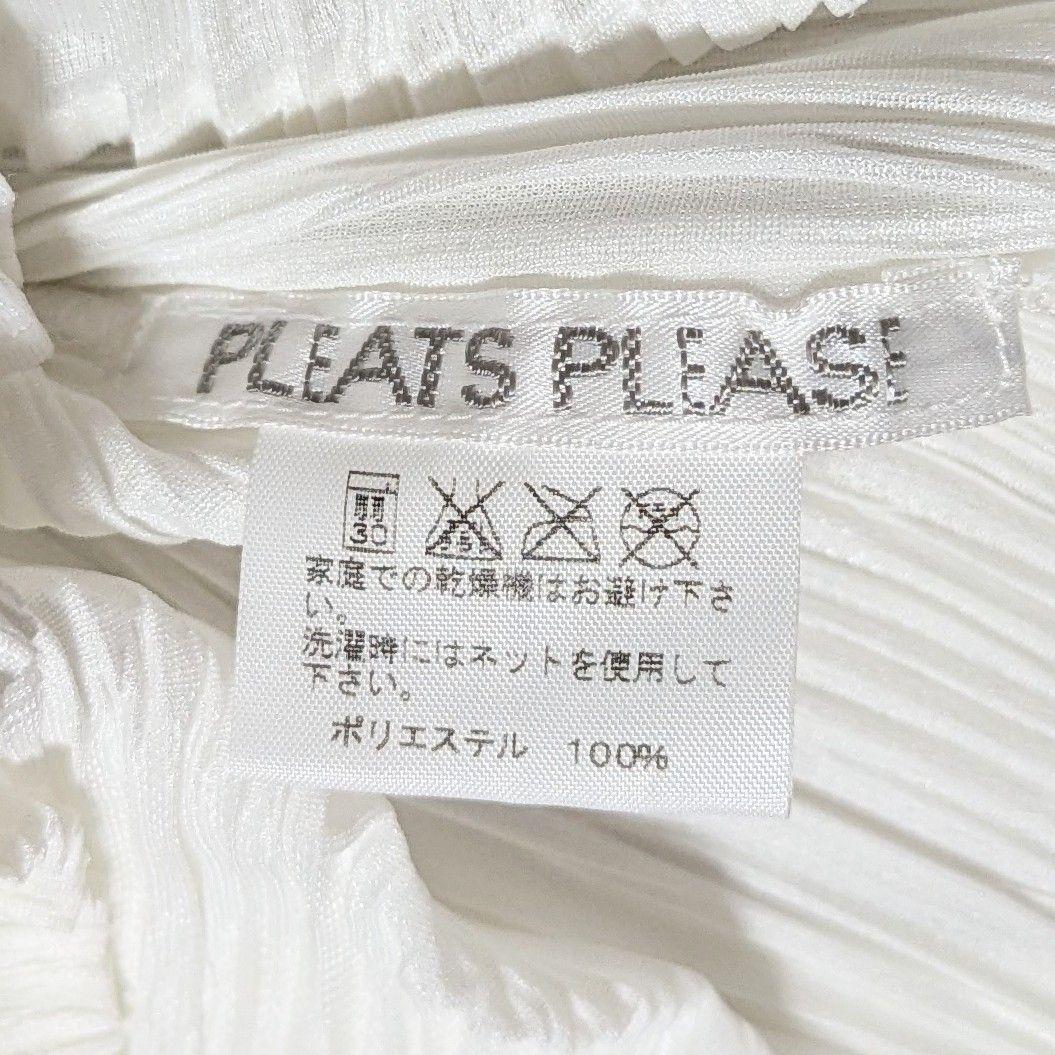 PLEATS PLEASE
弱
30
家庭での乾燥機はお避け下さ
い。
洗濯時にはネットを使用して
下さい。
ポリエステル 100%